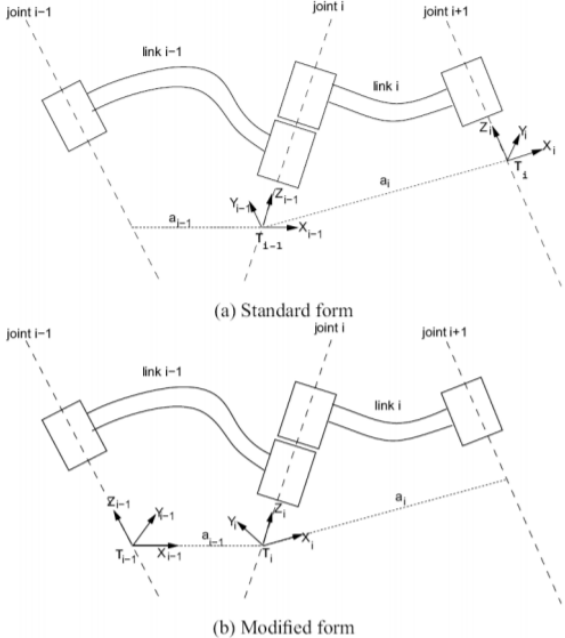 joint i−1
joint i
joint i+1
link i−1
link i
Z i
Y i
X i
T i
a i
Y i−1
Z i−1
a i−1
X i−1
T i−1
(a) Standard form
joint i−1
joint i
joint i+1
link i−1
link i
Z i−1
Y i−1
Z i
Y i
a i
a i−1
X i
T i−1
X i−1
T i
(b) Modified form